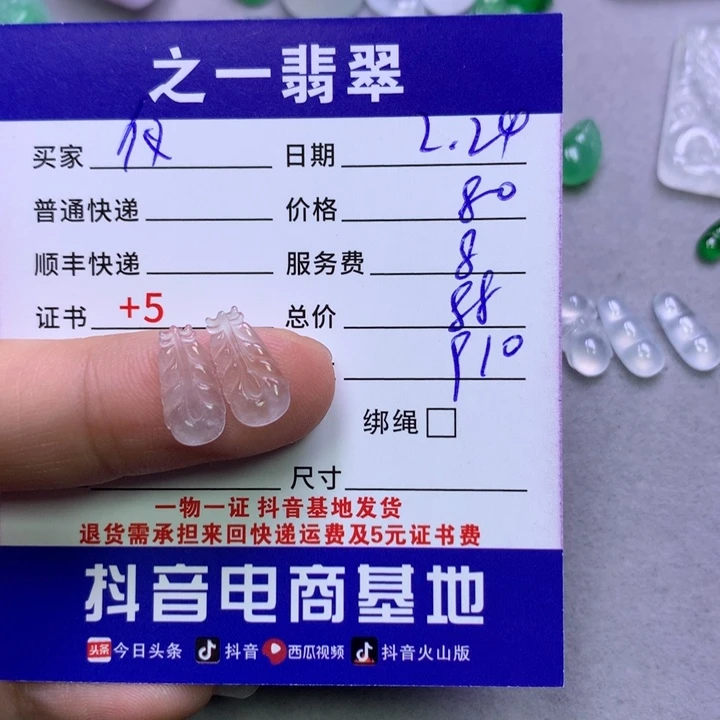 之一翡翠
买家 仅 日期 2.24
普通快递 价格 80
顺丰快递 服务费 8
证书 +5 总价 88
P10
绑绳
尺寸
一物一证 抖音基地发货
退货需承担来回快递运费及5元证书费
抖音电商基地
头条 今日头条 抖音 西瓜视频 抖音火山版